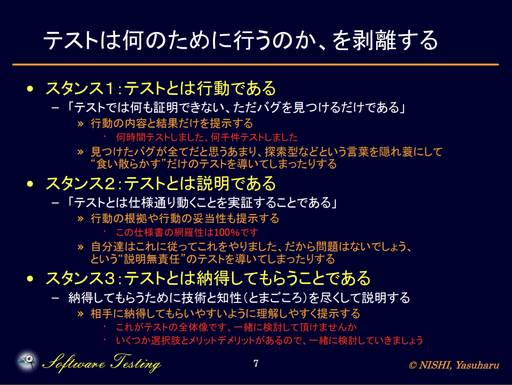 テストは何のために行うのか、を剥離する
• スタンス1:テストとは行動である
– 「テストでは何も証明できない、ただバグを見つけるだけである」
» 行動の内容と結果だけを提示する
・ 何時間テストしました、何千件テストしました
» 見つけたバグが全てだと思うあまり、探索型などという言葉を隠れ蓑にして
“食い散らかす”だけのテストを導いてしまったりする
• スタンス2:テストとは説明である
– 「テストとは仕様通り動くことを実証することである」
» 行動の根拠や行動の妥当性も提示する
・ この仕様書の網羅性は100%です
» 自分達はこれに従ってこれをやりました、だから問題はないでしょう、
という“説明無責任”のテストを導いてしまったりする
• スタンス3:テストとは納得してもらうことである
– 納得してもらうために技術と知性(とまごころ)を尽くして説明する
» 相手に納得してもらいやすいように理解しやすく提示する
・ これがテストの全体像です、一緒に検討して頂けませんか
・ いくつか選択肢とメリットデメリットがあるので、一緒に検討していきましょう
Software Testing
7
© NISHI, Yasuharu